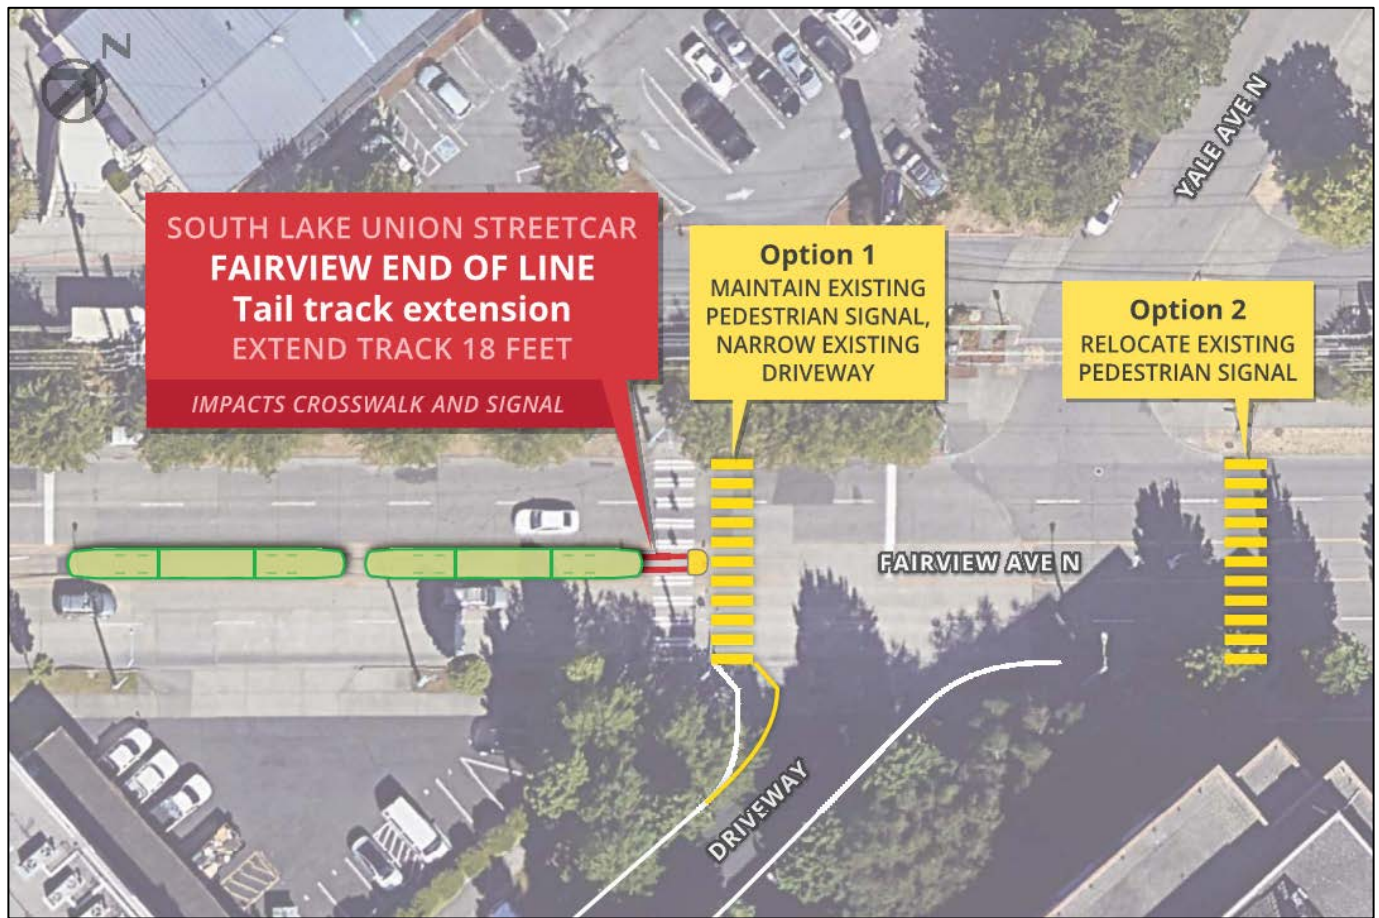 N
YALE AVE N
SOUTH LAKE UNION STREETCAR
FAIRVIEW END OF LINE
Tail track extension
EXTEND TRACK 18 FEET
IMPACTS CROSSWALK AND SIGNAL
Option 1
MAINTAIN EXISTING
PEDESTRIAN SIGNAL,
NARROW EXISTING
DRIVEWAY
Option 2
RELOCATE EXISTING
PEDESTRIAN SIGNAL
FAIRVIEW AVE N
DRIVEWAY